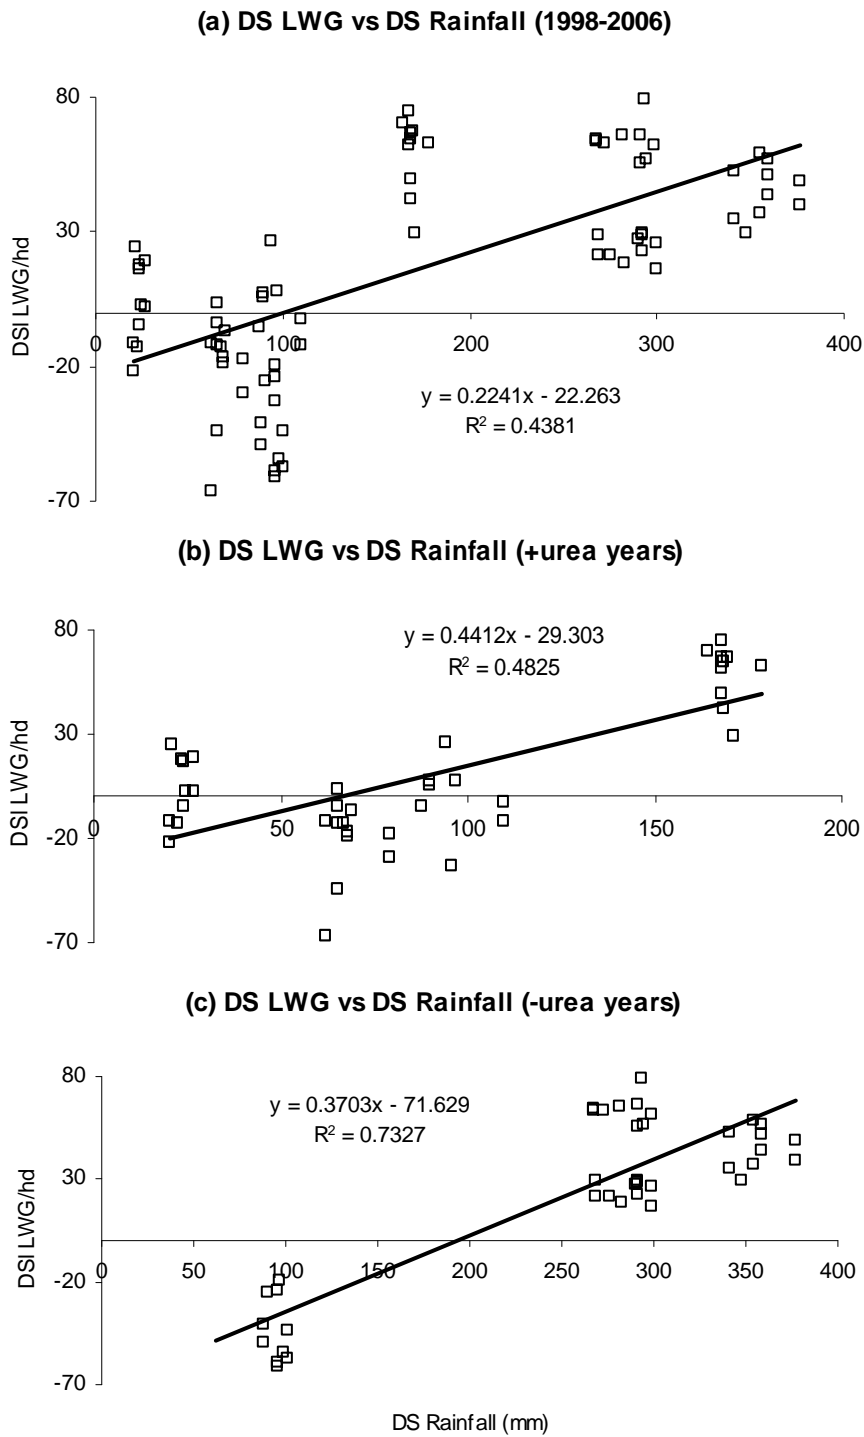 (a) DS LWG vs DS Rainfall (1998-2006)
80
30
-20
-70
DSl LWG/hd
0 100 200 300 400
y = 0.2241x - 22.263
R² = 0.4381
(b) DS LWG vs DS Rainfall (+urea years)
80
30
-20
-70
DSl LWG/hd
0 50 100 150 200
y = 0.4412x - 29.303
R² = 0.4825
(c) DS LWG vs DS Rainfall (-urea years)
80
30
-20
-70
DSl LWG/hd
0 50 100 150 200 250 300 350 400
y = 0.3703x - 71.629
R² = 0.7327
DS Rainfall (mm)